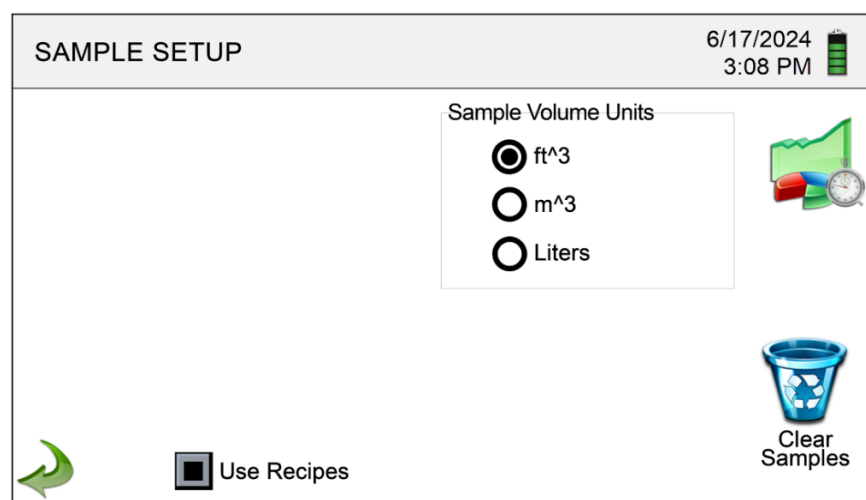 SAMPLE SETUP
6/17/2024
3:08 PM
Sample Volume Units
ft^3
m^3
Liters
Clear
Samples
Use Recipes